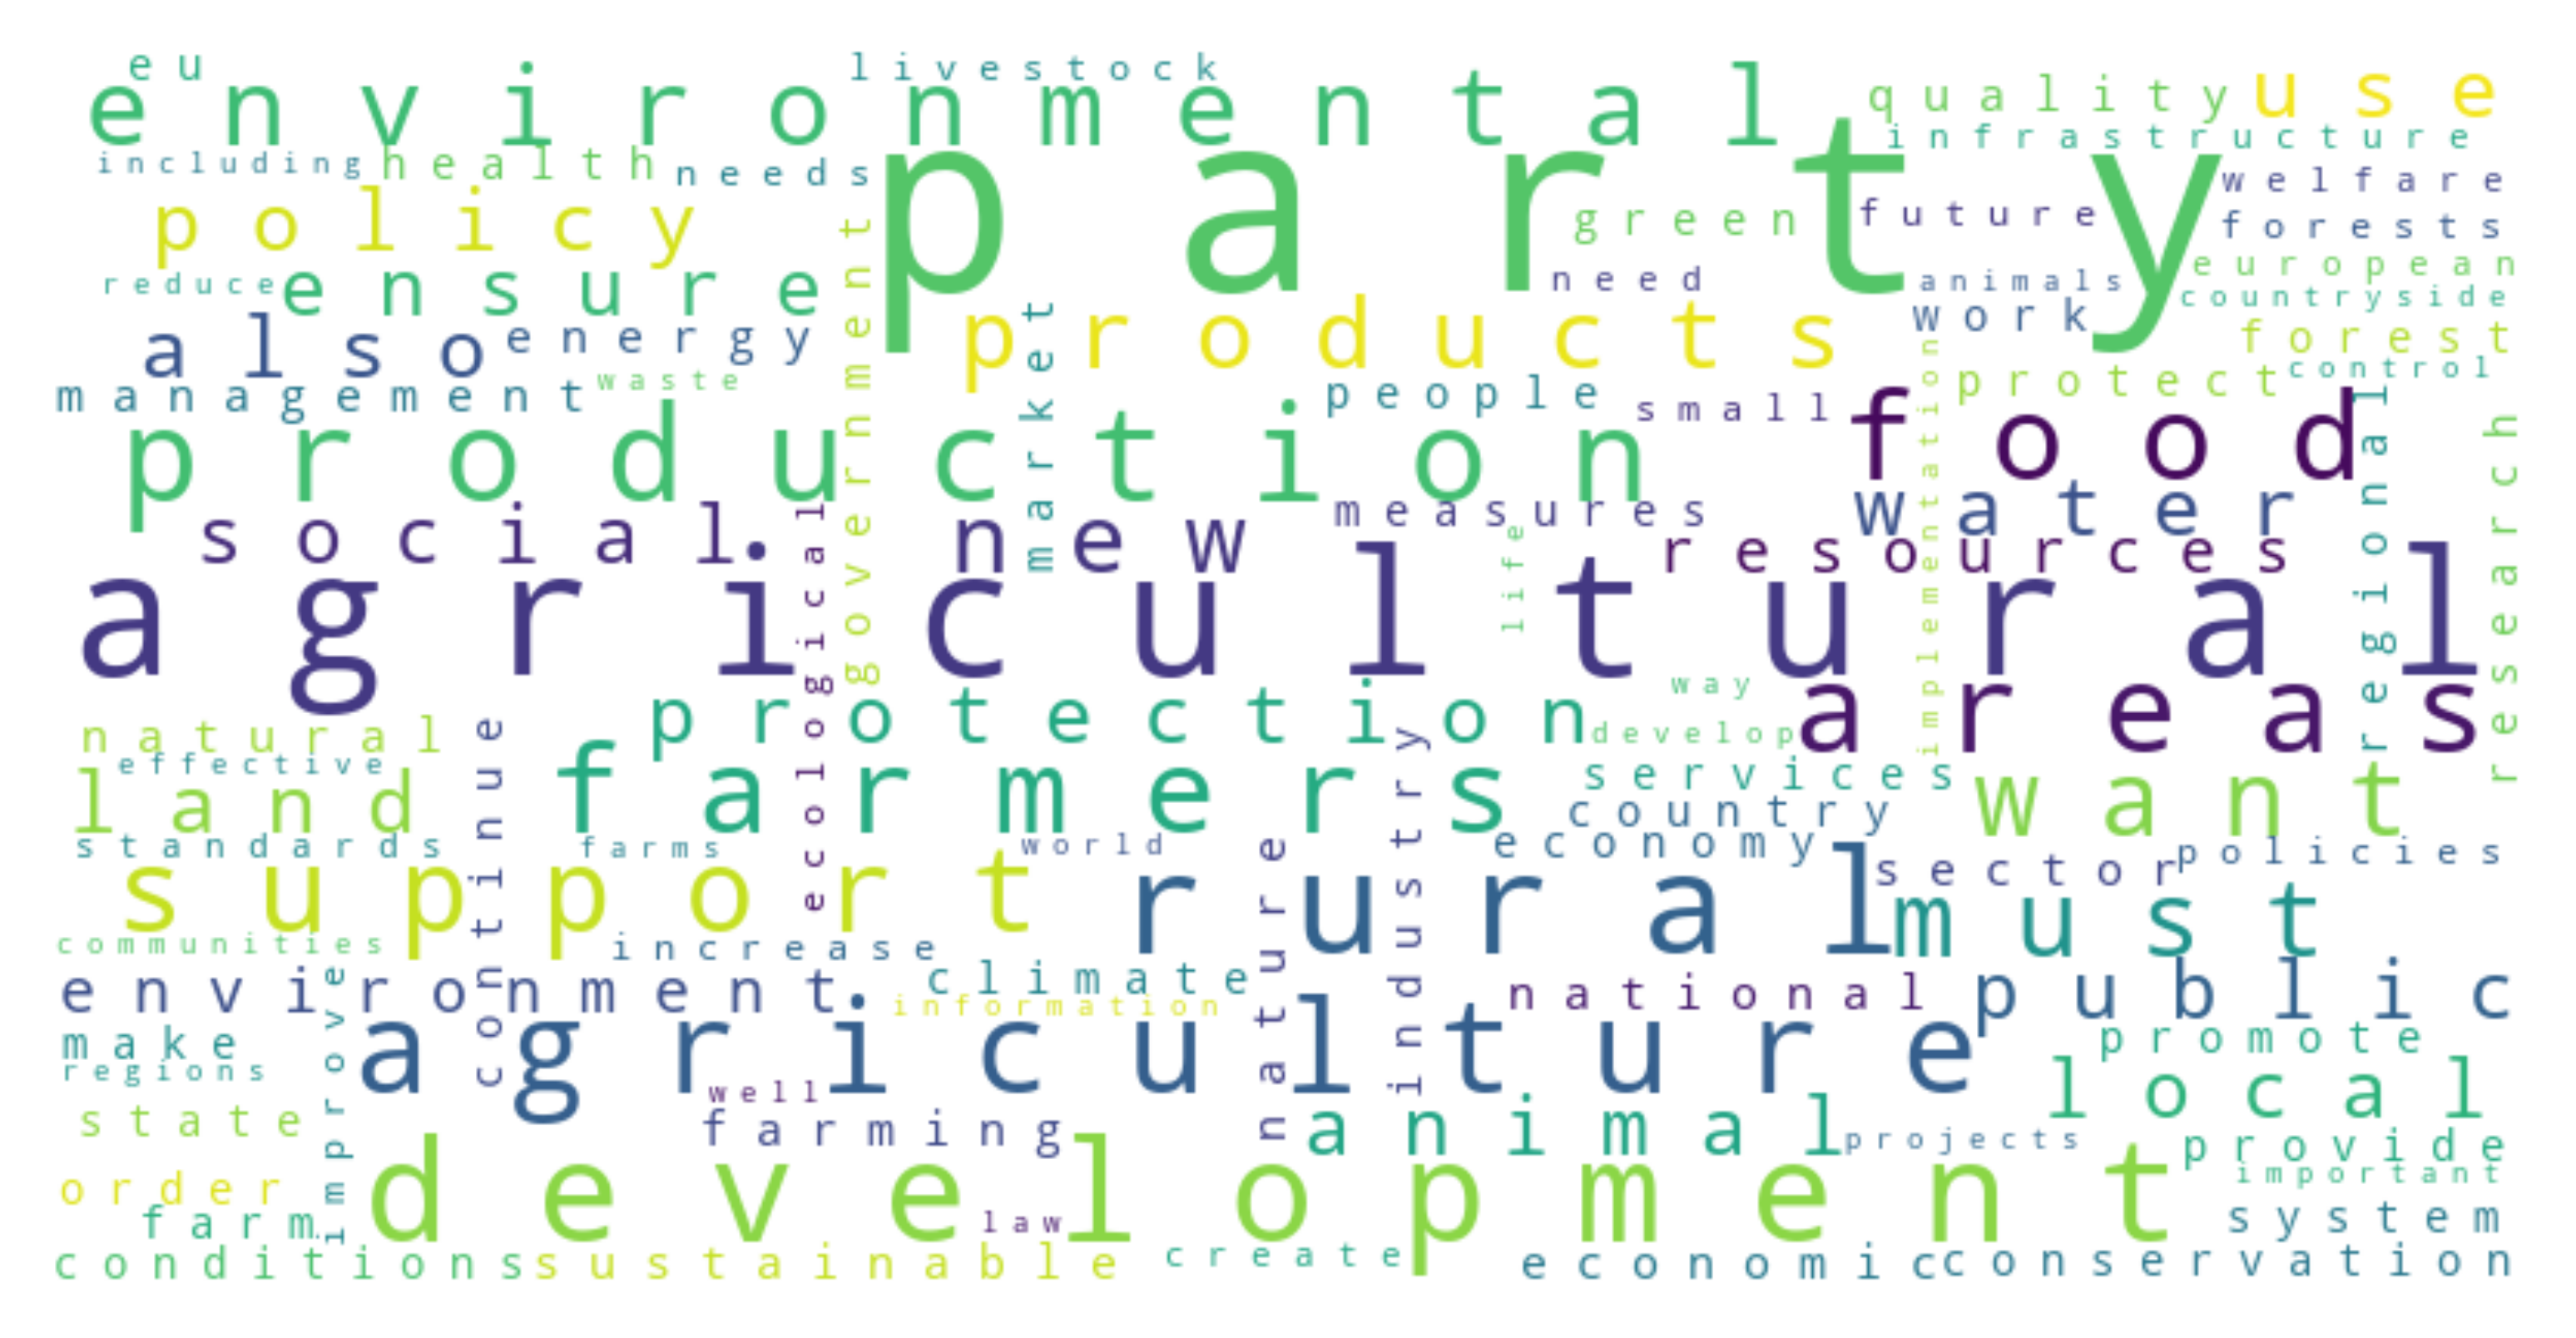 eu
livestock
environmental
quality
use
infrastructure
including
health
needs
party
welfare
policy
green
future
forests
government
reduce
ensure
need
animals
european
countryside
also
energy
market
products
work
forest
management
waste
people
small
protect
control
production
food
regional
research
implementation
social
new
measures
water
resources
ecological
life
agricultural
natural
protection
way
develop
areas
effective
continue
land
farmers
industry
services
want
country
standards
farms
world
economy
sector
policies
support
nature
rural
must
communities
increase
environment
climate
information
national
public
make
improve
agriculture
promote
regions
well
local
state
farming
animal
projects
provide
order
development
important
farm
law
system
conditions
sustainable
create
economic
conservation